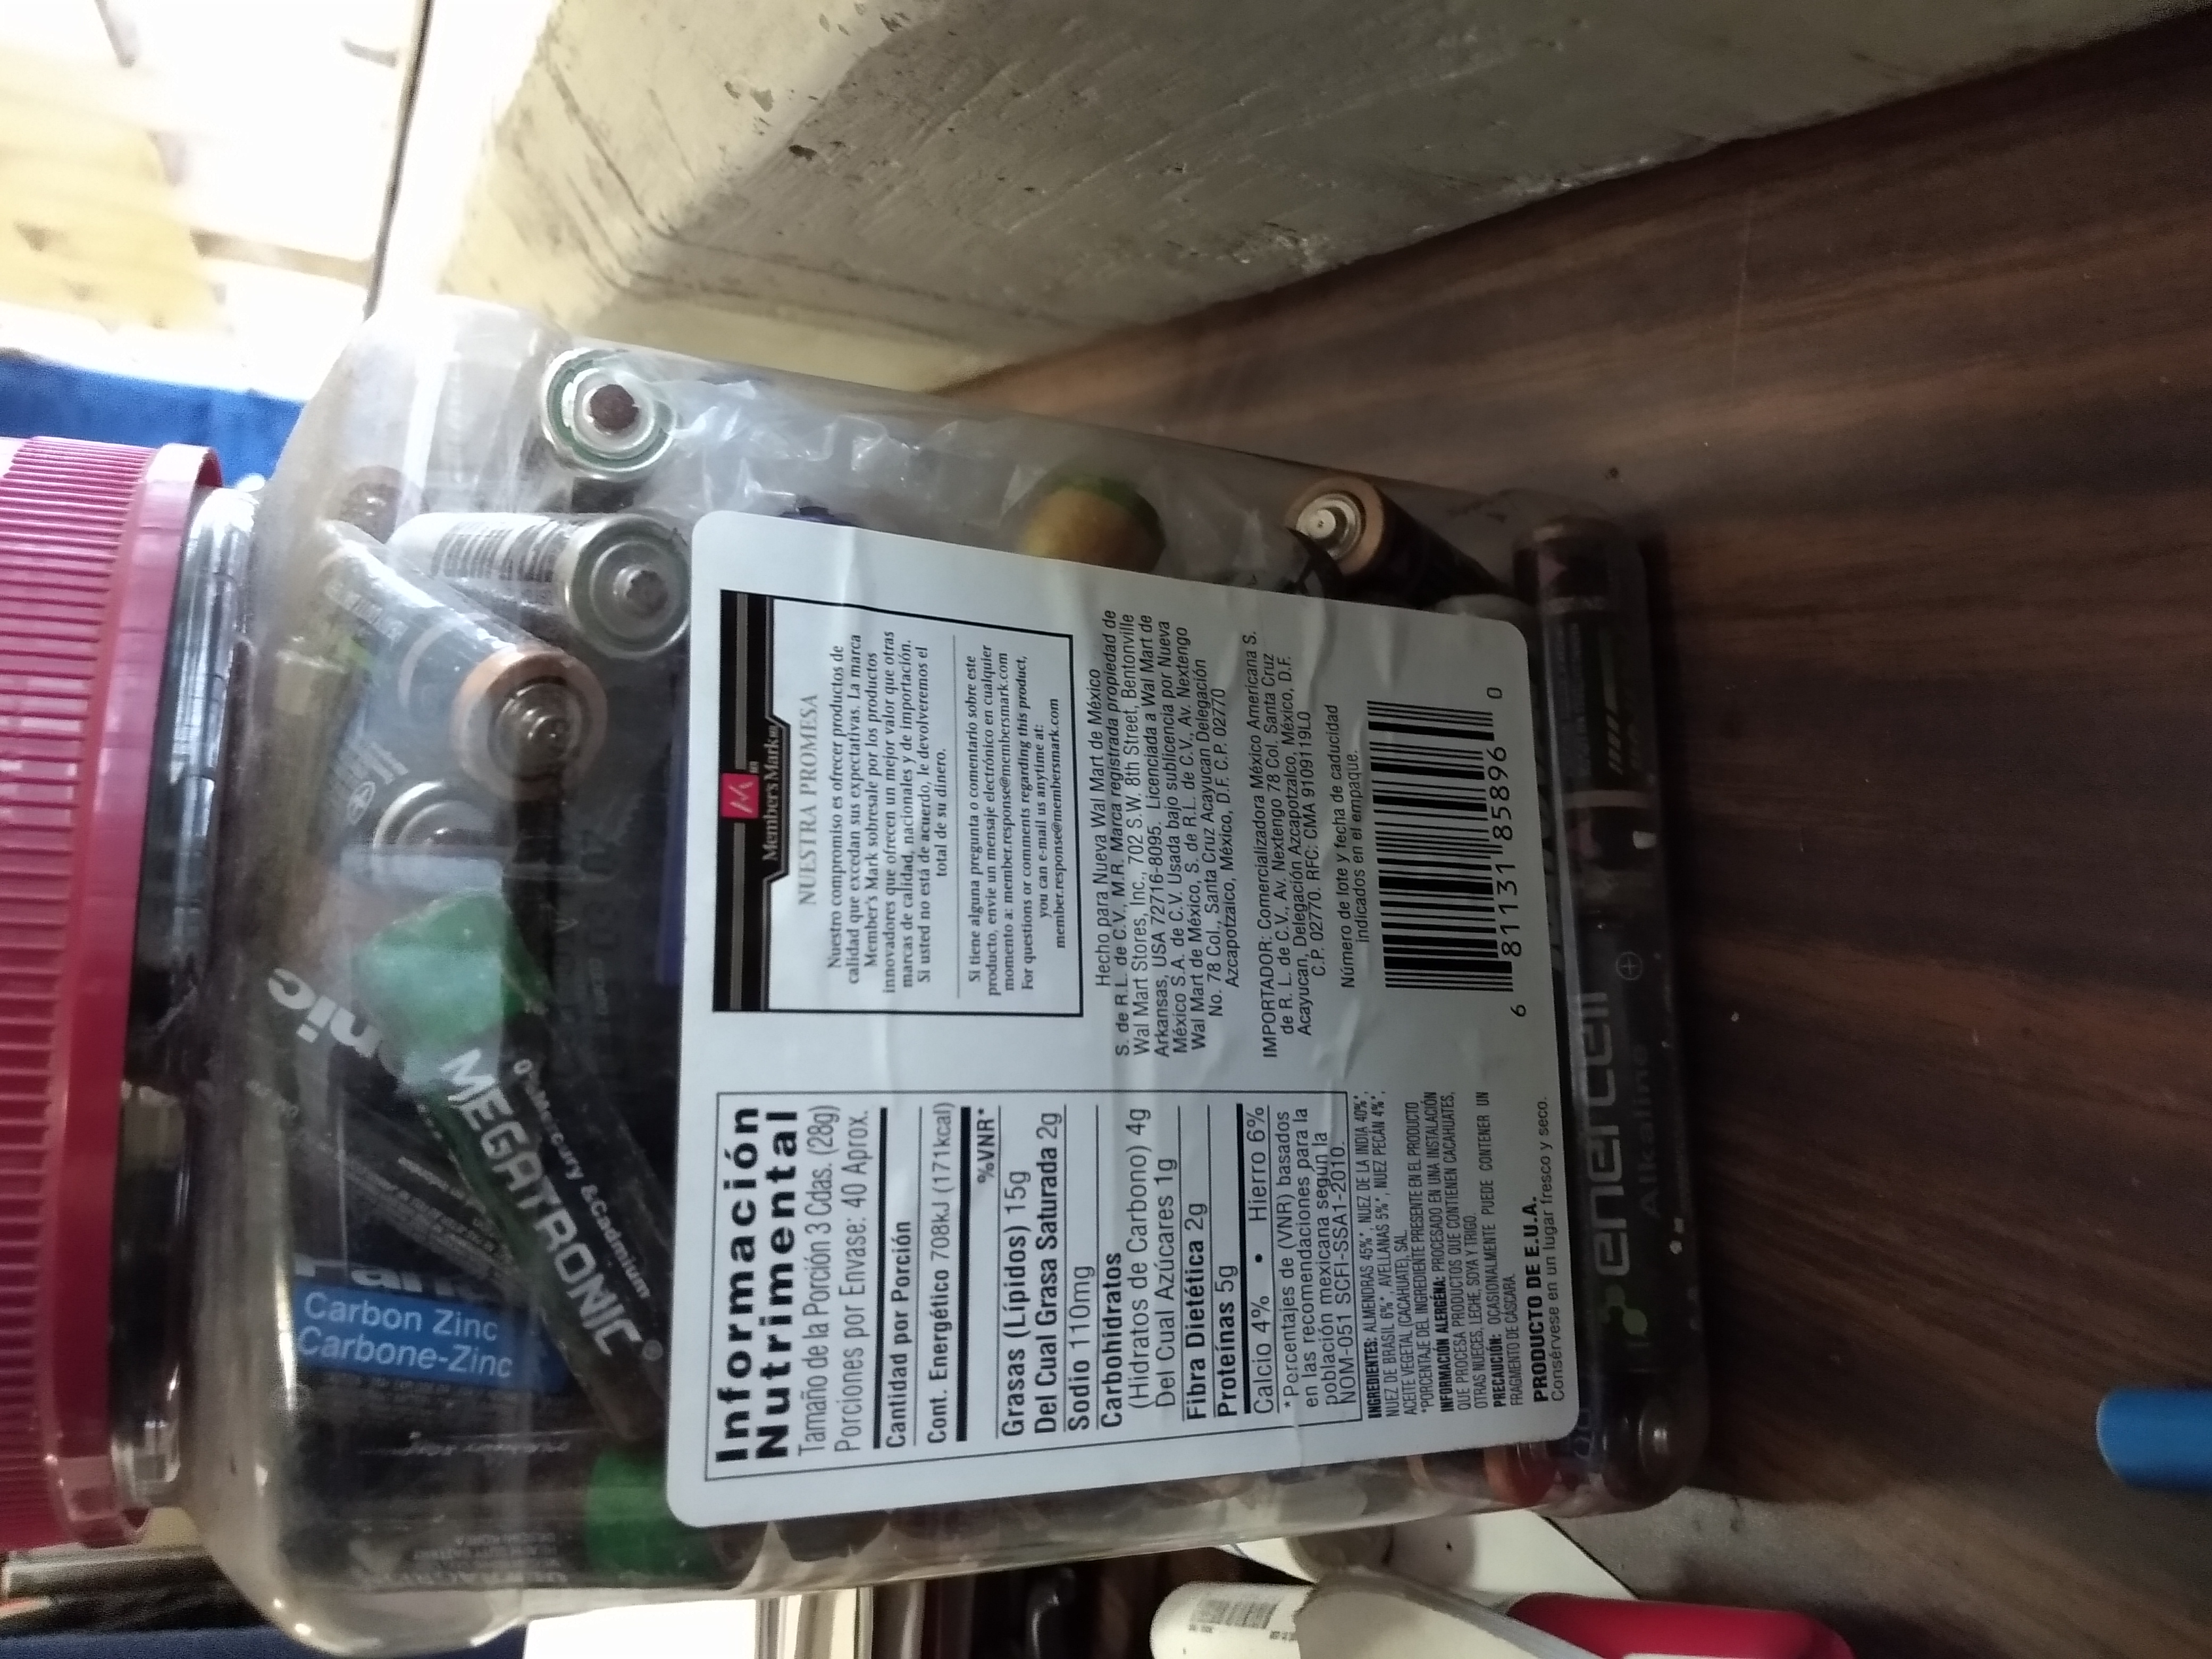 Carbon Zinc
Carbone-Zinc
nic
MEGATRONIC
0% Mercury & Cadmium
Información
Nutrimental
Tamaño de la Porción 3 Cdas. (28g)
Porciones por Envase: 40 Aprox.
Cantidad por Porción
Cont. Energético 708kJ (171kcal)
%VNR*
Grasas (Lípidos) 15g
Del Cual Grasa Saturada 2g
Sodio 110mg
Carbohidratos
(Hidratos de Carbono) 4g
Del Cual Azúcares 1g
Fibra Dietética 2g
Proteínas 5g
Calcio 4% • Hierro 6%
*Percentajes de (VNR) basados
en las recomendaciones para la
población mexicana según la
NOM-051 SCFI-SSA1-2010.
INGREDIENTES: ALMENDRAS 45%*, NUEZ DE LA INDIA 40%*,
NUEZ DE BRASIL 6%*, AVELLANAS 5%*, NUEZ PECÁN 4%*,
ACEITE VEGETAL (CACAHUATE), SAL.
*PORCENTAJE DEL INGREDIENTE PRESENTE EN EL PRODUCTO
INFORMACIÓN ALERGÉNA: PROCESADO EN UNA INSTALACIÓN
QUE PROCESA PRODUCTOS QUE CONTIENEN CACAHUATES,
OTRAS NUECES, LECHE, SOYA Y TRIGO.
PRECAUCIÓN: OCASIONALMENTE PUEDE CONTENER UN
FRAGMENTO DE CÁSCARA.
PRODUCTO DE E.U.A.
Consérvese en un lugar fresco y seco.
Member's Mark MR
NUESTRA PROMESA
Nuestro compromiso es ofrecer productos de
calidad que excedan sus expectativas. La marca
Member's Mark sobresale por los productos
innovadores que ofrecen un mejor valor que otras
marcas de calidad, nacionales y de importación.
Si usted no está de acuerdo, le devolveremos el
total de su dinero.
Si tiene alguna pregunta o comentario sobre este
producto, envie un mensaje electrónico en cualquier
momento a: member.response@membersmark.com
For questions or comments regarding this product,
you can e-mail us anytime at:
member.response@membersmark.com
Hecho para Nueva Wal Mart de México
S. de R.L. de C.V., M.R. Marca registrada propiedad de
Wal Mart Stores, Inc., 702 S.W. 8th Street, Bentonville
Arkansas, USA 72716-8095. Licenciada a Wal Mart de
México S.A. de C.V. Usada bajo sublicencia por Nueva
Wal Mart de México, S. de R.L. de C.V., Av. Nextengo
No. 78 Col., Santa Cruz Acayucan Delegación
Azcapotzalco, México, D.F. C.P. 02770
IMPORTADOR: Comercializadora México Americana S.
de R. L. de C.V., Av. Nextengo 78 Col. Santa Cruz
Acayucan, Delegación Azcapotzalco, México, D.F.
C.P. 02770. RFC: CMA 9109119L0
Número de lote y fecha de caducidad
indicados en el empaque.
6 81131 85896 0
enercell
Alkaline